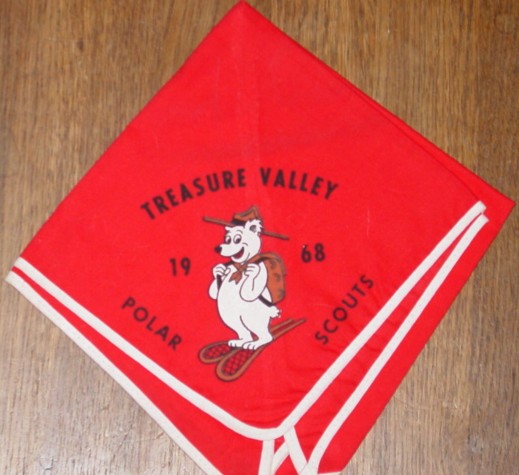 TREASURE VALLEY
19 68
POLAR SCOUTS